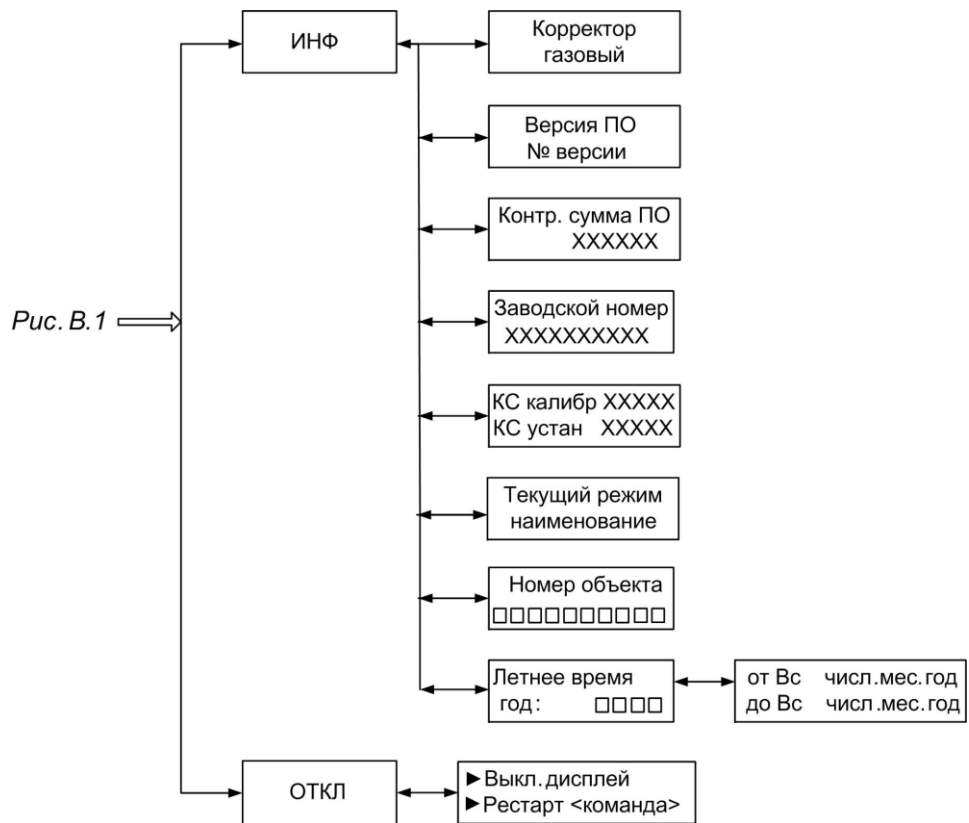 ИНФ
Корректор
газовый
Версия ПО
№ версии
Контр. сумма ПО
XXXXXX
Заводской номер
XXXXXXXXXX
КС калибр XXXXX
КС устан XXXXX
Текущий режим
наименование
Рис. В.1
Номер объекта
□□□□□□□□□□
Летнее время
год: □□□□
от Вс числ.мес.год
до Вс числ.мес.год
ОТКЛ
►Выкл. дисплей
►Рестарт <команда>